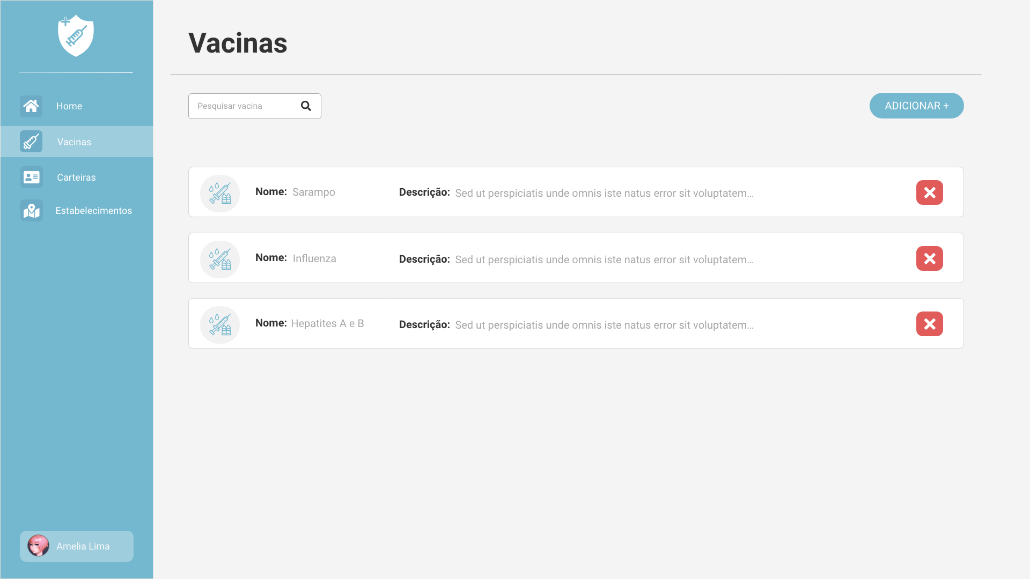 Vacinas
Pesquisar vacina
ADICIONAR +
Home
Vacinas
Carteiras
Estabelecimentos
Nome: Sarampo Descrição: Sed ut perspiciatis unde omnis iste natus error sit voluptatem...
Nome: Influenza Descrição: Sed ut perspiciatis unde omnis iste natus error sit voluptatem...
Nome: Hepatites A e B Descrição: Sed ut perspiciatis unde omnis iste natus error sit voluptatem...
Amelia Lima